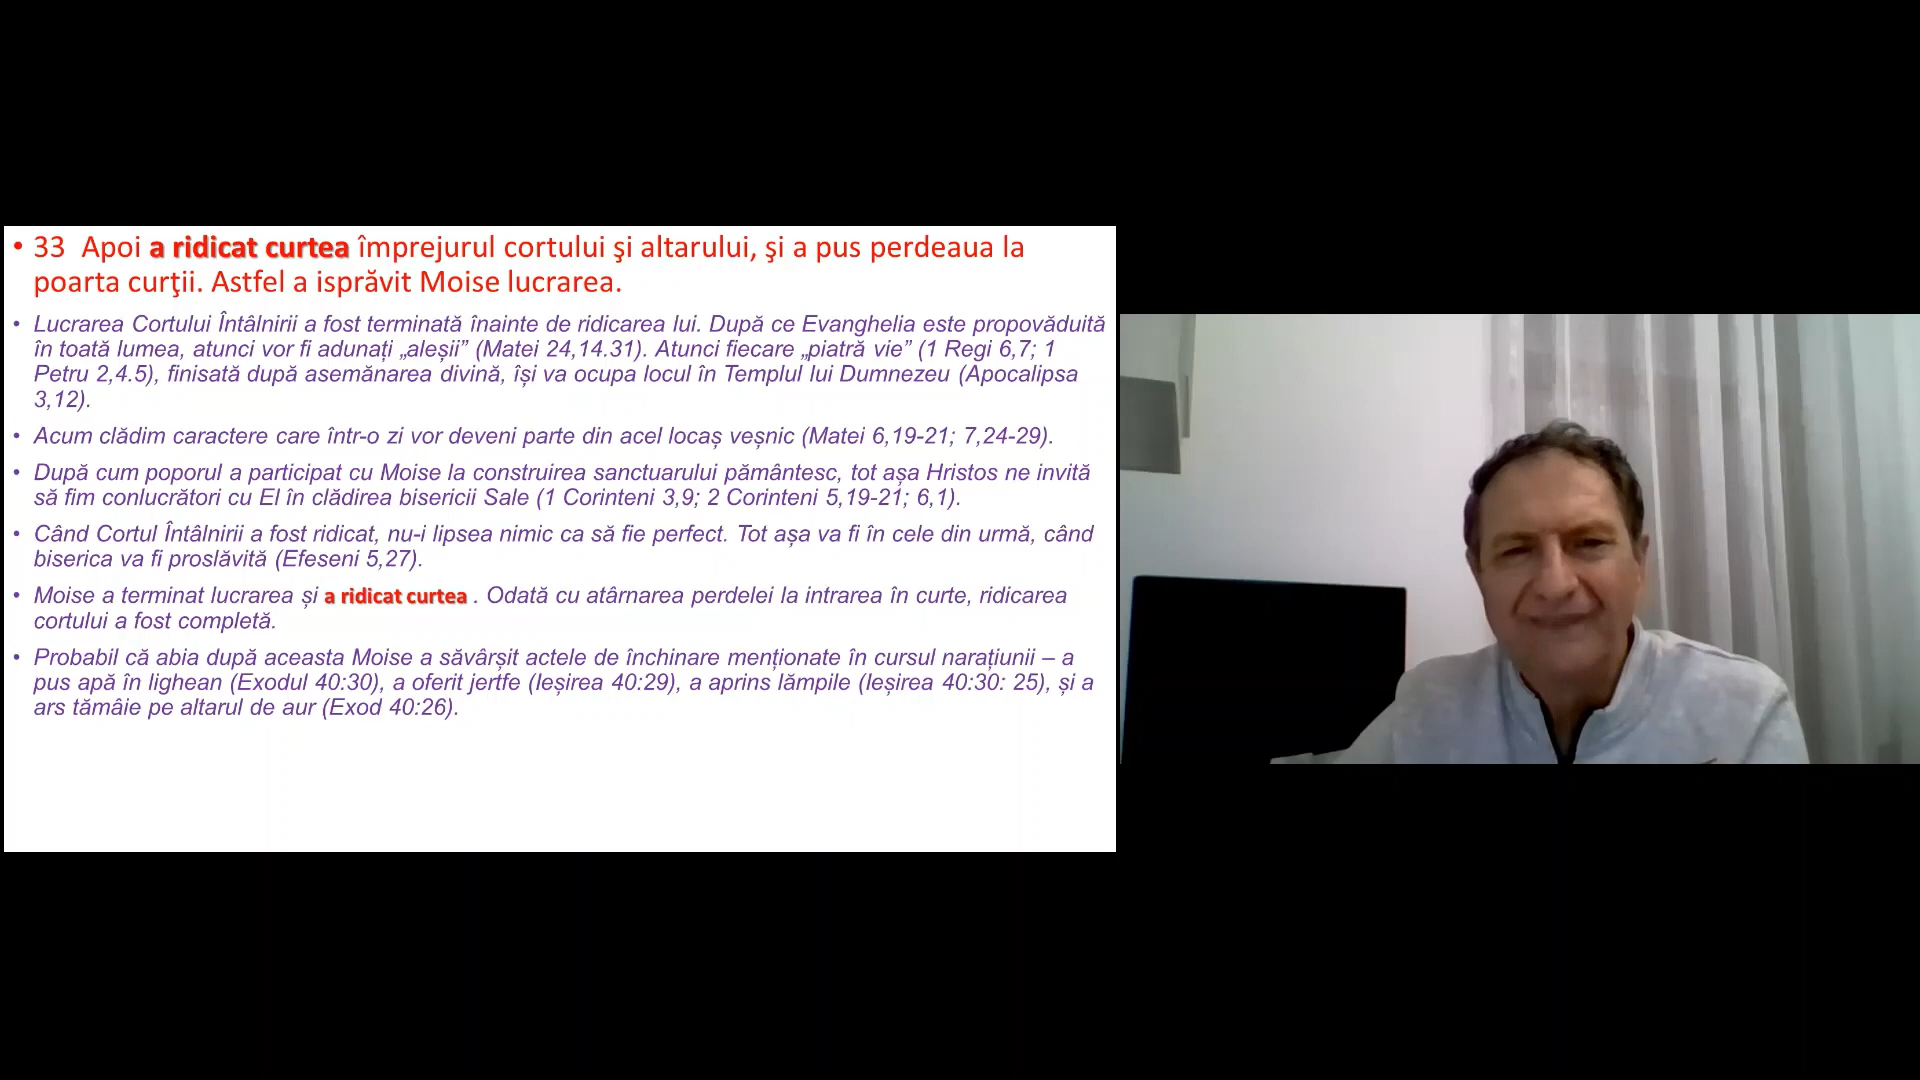 • 33 Apoi a ridicat curtea împrejurul cortului şi altarului, şi a pus perdeaua la
poarta curţii. Astfel a isprăvit Moise lucrarea.
• Lucrarea Cortului Întâlnirii a fost terminată înainte de ridicarea lui. După ce Evanghelia este propovăduită
în toată lumea, atunci vor fi adunați „aleșii” (Matei 24,14.31). Atunci fiecare „piatră vie” (1 Regi 6,7; 1
Petru 2,4.5), finisată după asemănarea divină, își va ocupa locul în Templul lui Dumnezeu (Apocalipsa
3,12).
• Acum clădim caractere care într-o zi vor deveni parte din acel locaș veșnic (Matei 6,19-21; 7,24-29).
• După cum poporul a participat cu Moise la construirea sanctuarului pământesc, tot așa Hristos ne invită
să fim conlucrători cu El în clădirea bisericii Sale (1 Corinteni 3,9; 2 Corinteni 5,19-21; 6,1).
• Când Cortul Întâlnirii a fost ridicat, nu-i lipsea nimic ca să fie perfect. Tot așa va fi în cele din urmă, când
biserica va fi proslăvită (Efeseni 5,27).
• Moise a terminat lucrarea și a ridicat curtea . Odată cu atârnarea perdelei la intrarea în curte, ridicarea
cortului a fost completă.
• Probabil că abia după aceasta Moise a săvârșit actele de închinare menționate în cursul narațiunii – a
pus apă în lighean (Exodul 40:30), a oferit jertfe (Ieșirea 40:29), a aprins lămpile (Ieșirea 40:30: 25), și a
ars tămâie pe altarul de aur (Exod 40:26).